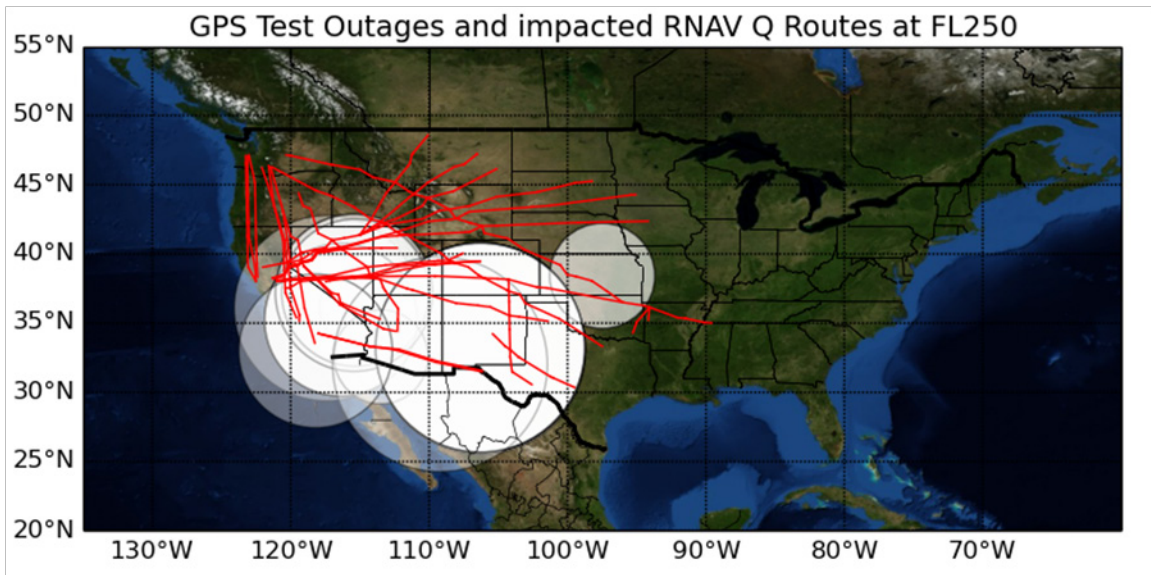 GPS Test Outages and impacted RNAV Q Routes at FL250
55°N
50°N
45°N
40°N
35°N
30°N
25°N
20°N
130°W 120°W 110°W 100°W 90°W 80°W 70°W